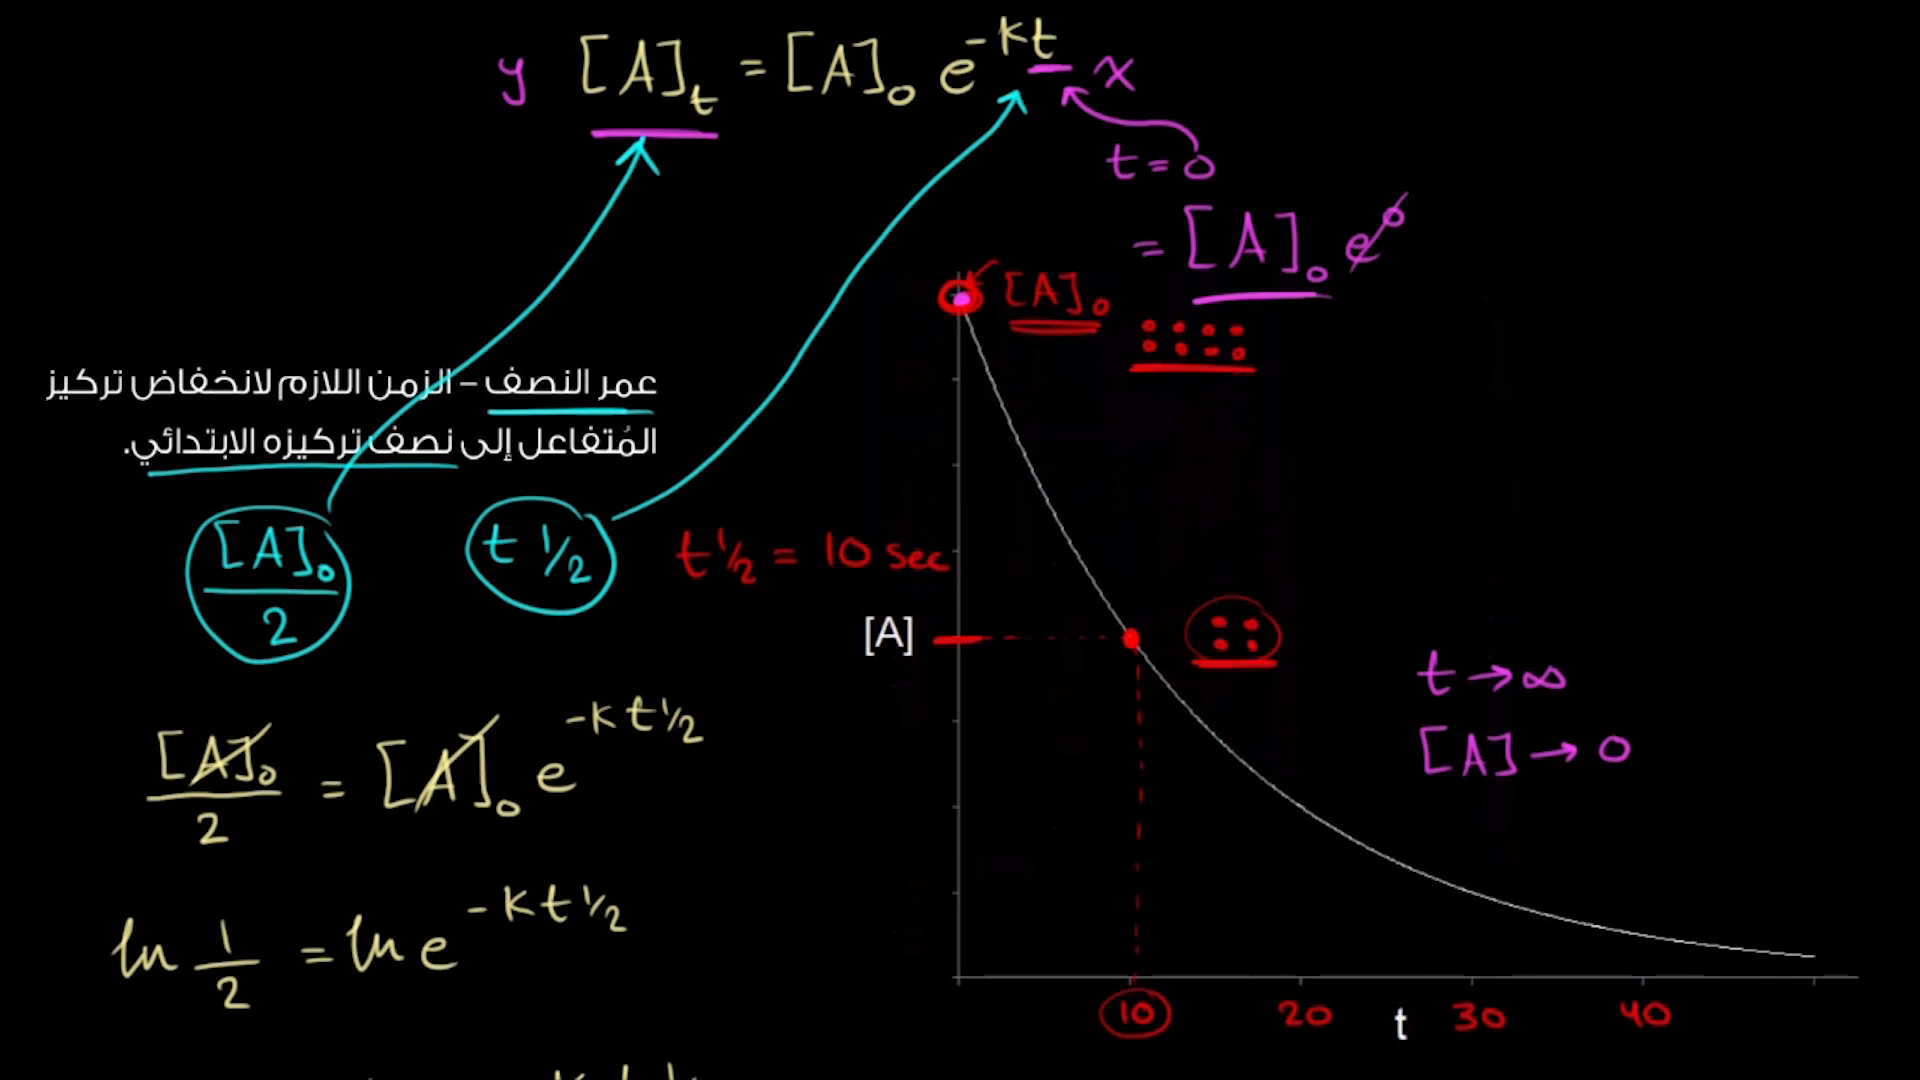 y [A]t = [A]₀ e^-kt x
t = 0
= [A]₀ e⁰
[A]₀
عمر النصف – الزمن اللازم لانخفاض تركيز
المُتفاعل إلى نصف تركيزه الابتدائي.
[A]₀/2 t ½
t½ = 10 sec
[A]
t → ∞
[A] → 0
[A]₀/2 = [A]₀ e^-kt½
ln 1/2 = ln e^-kt½
10 20 t 30 40